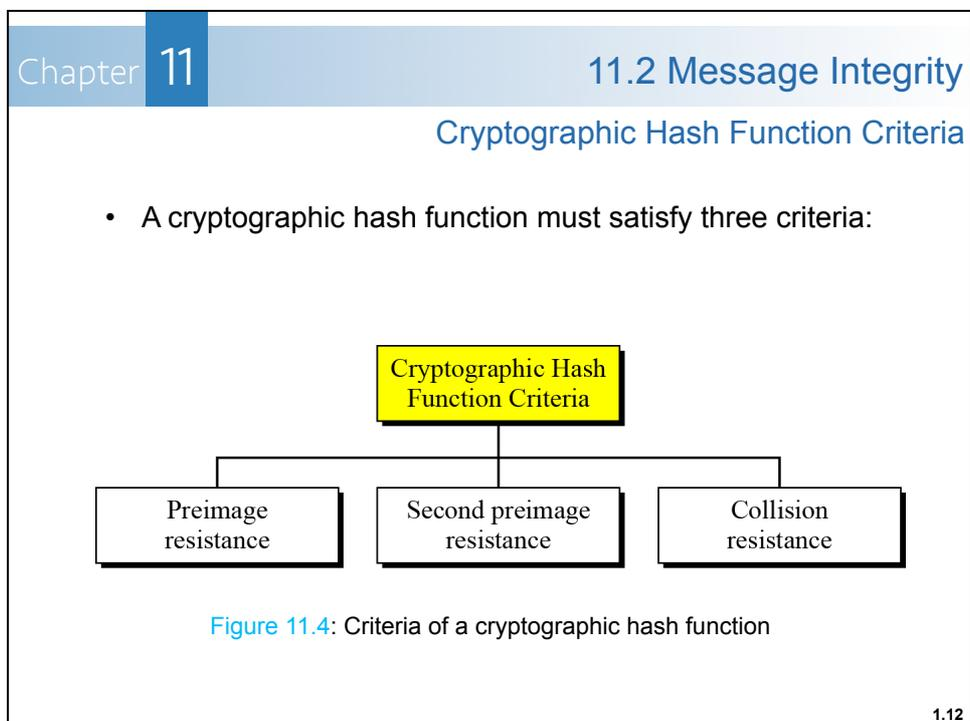 Chapter 11
11.2 Message Integrity
Cryptographic Hash Function Criteria
• A cryptographic hash function must satisfy three criteria:
Cryptographic Hash
Function Criteria
Preimage
resistance
Second preimage
resistance
Collision
resistance
Figure 11.4: Criteria of a cryptographic hash function
1.12